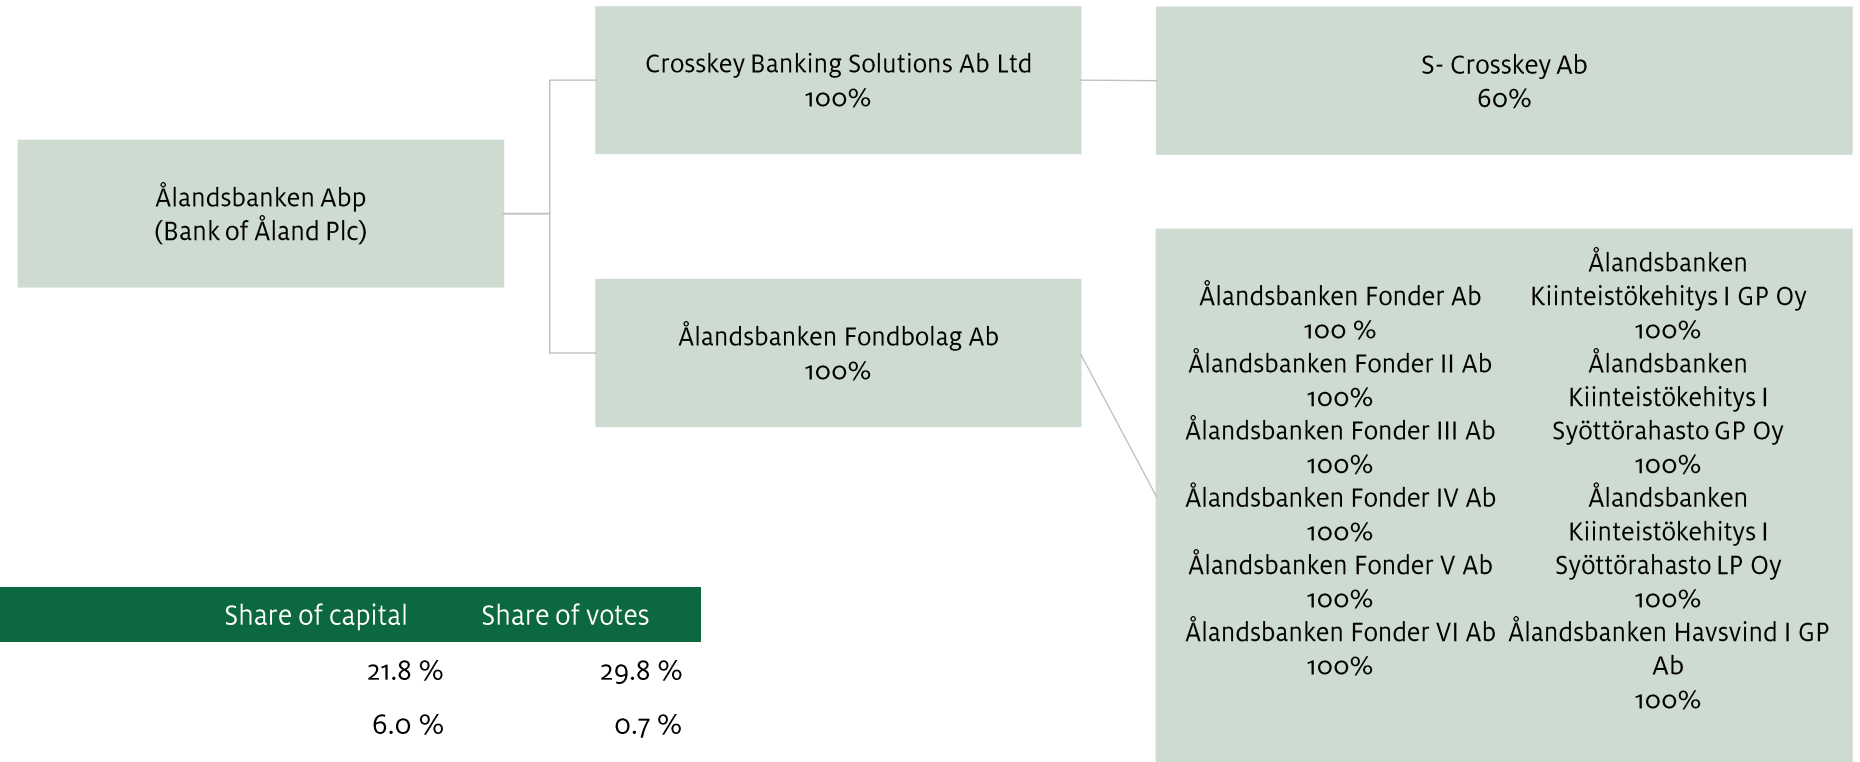 Crosskey Banking Solutions Ab Ltd
100%
S- Crosskey Ab
60%
Ålandsbanken Abp
(Bank of Åland Plc)
Ålandsbanken Fondbolag Ab
100%
Ålandsbanken Fonder Ab
100 %
Ålandsbanken Fonder II Ab
100%
Ålandsbanken Fonder III Ab
100%
Ålandsbanken Fonder IV Ab
100%
Ålandsbanken Fonder V Ab
100%
Ålandsbanken Fonder VI Ab
100%
Ålandsbanken
Kiinteistökehitys I GP Oy
100%
Ålandsbanken
Kiinteistökehitys I
Syöttörahasto GP Oy
100%
Ålandsbanken
Kiinteistökehitys I
Syöttörahasto LP Oy
100%
Ålandsbanken Havsvind I GP
Ab
100%
Share of capital Share of votes
21.8 % 29.8 %
6.0 % 0.7 %